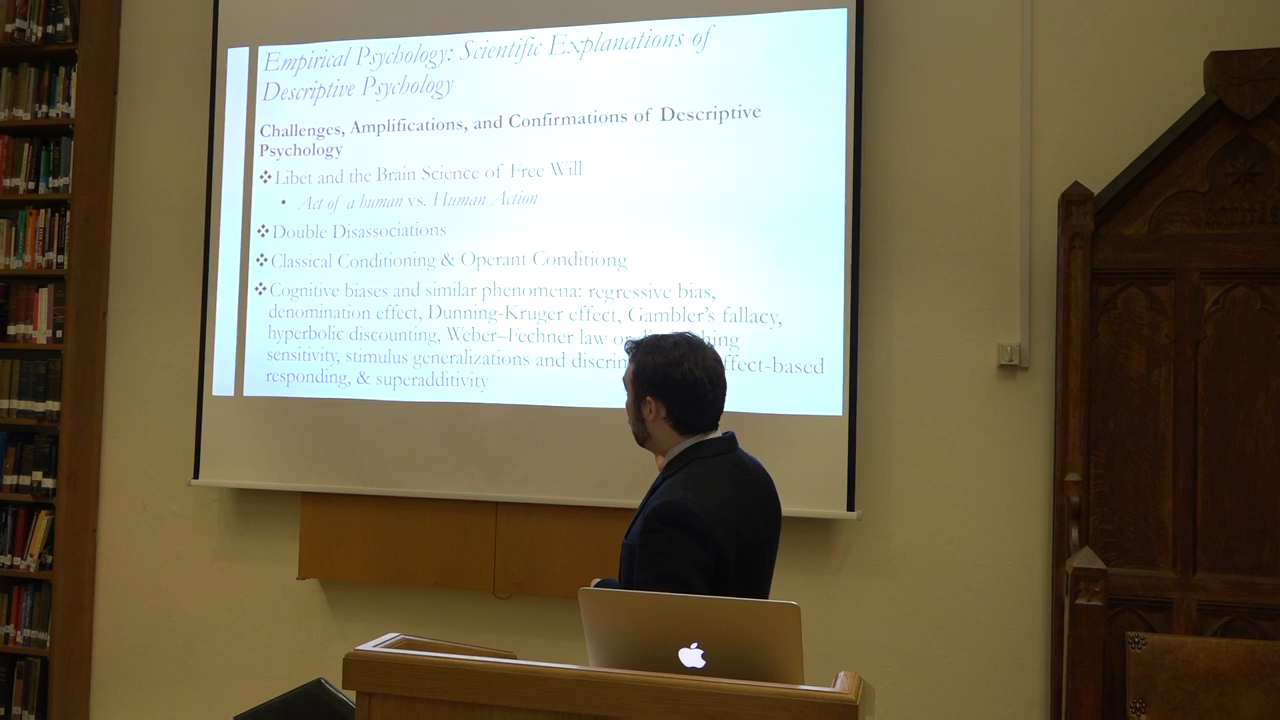 Empirical Psychology: Scientific Explanations of
Descriptive Psychology
Challenges, Amplifications, and Confirmations of Descriptive
Psychology
❖ Libet and the Brain Science of Free Will
• Act of a human vs. Human Action
❖ Double Disassociations
❖ Classical Conditioning & Operant Conditiong
❖ Cognitive biases and similar phenomena: regressive bias,
denomination effect, Dunning-Kruger effect, Gambler's fallacy,
hyperbolic discounting, Weber–Fechner law
sensitivity, stimulus generalizations and ffect-based
responding, & superadditivity